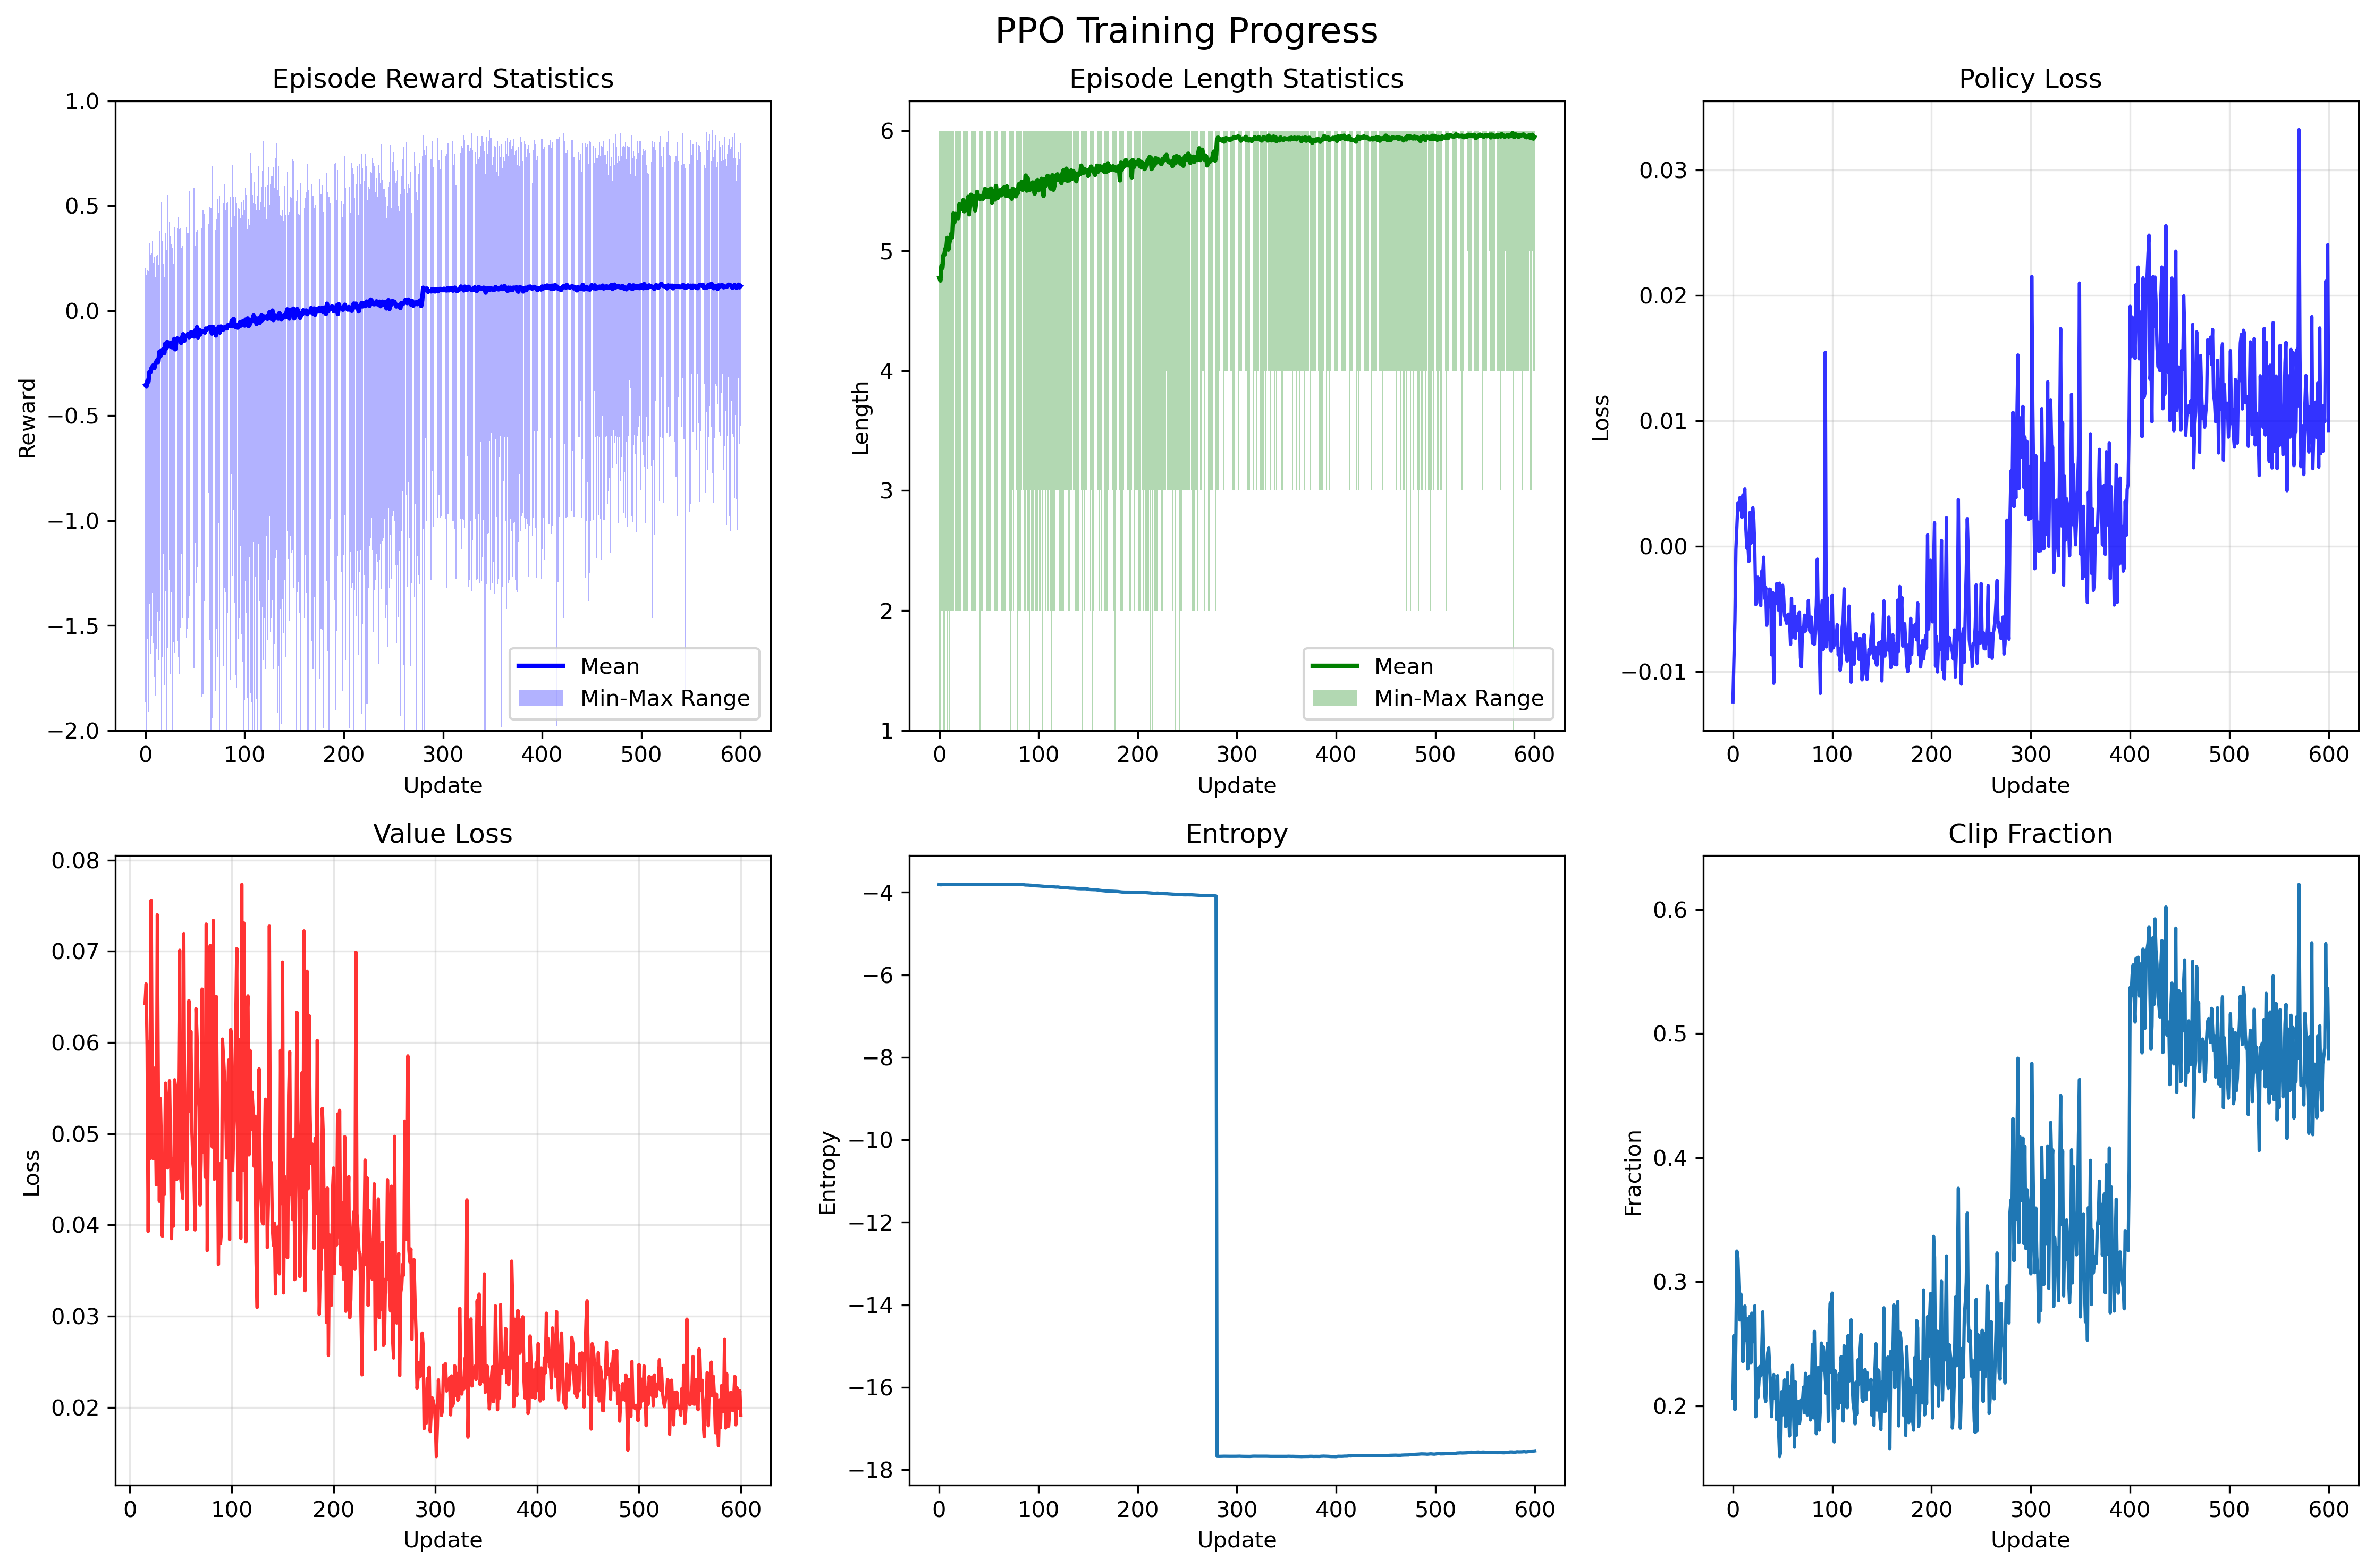 PPO Training Progress
Episode Reward Statistics
1.0
0.5
0.0
−0.5
−1.0
−1.5
−2.0
Reward
0 100 200 300 400 500 600
Update
Mean
Min-Max Range
Episode Length Statistics
6
5
4
3
2
1
Length
0 100 200 300 400 500 600
Update
Mean
Min-Max Range
Policy Loss
0.03
0.02
0.01
0.00
−0.01
Loss
0 100 200 300 400 500 600
Update
Value Loss
0.08
0.07
0.06
0.05
0.04
0.03
0.02
Loss
0 100 200 300 400 500 600
Update
Entropy
−4
−6
−8
−10
−12
−14
−16
−18
Entropy
0 100 200 300 400 500 600
Update
Clip Fraction
0.6
0.5
0.4
0.3
0.2
Fraction
0 100 200 300 400 500 600
Update